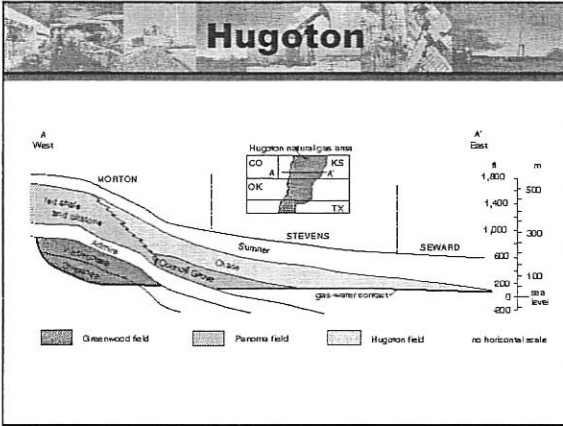 Hugoton
A
West
A'
East
Hugoton natural gas area
CO
KS
A
A'
OK
TX
ft
m
1,800
1,400
1,000
600
200
0
-200
500
300
100
sea
level
MORTON
STEVENS
SEWARD
red shale
and siltstone
Sumner
Chase
Council Grove
Admire
gas-water contact
Greenwood field
Panoma field
Hugoton field
no horizontal scale